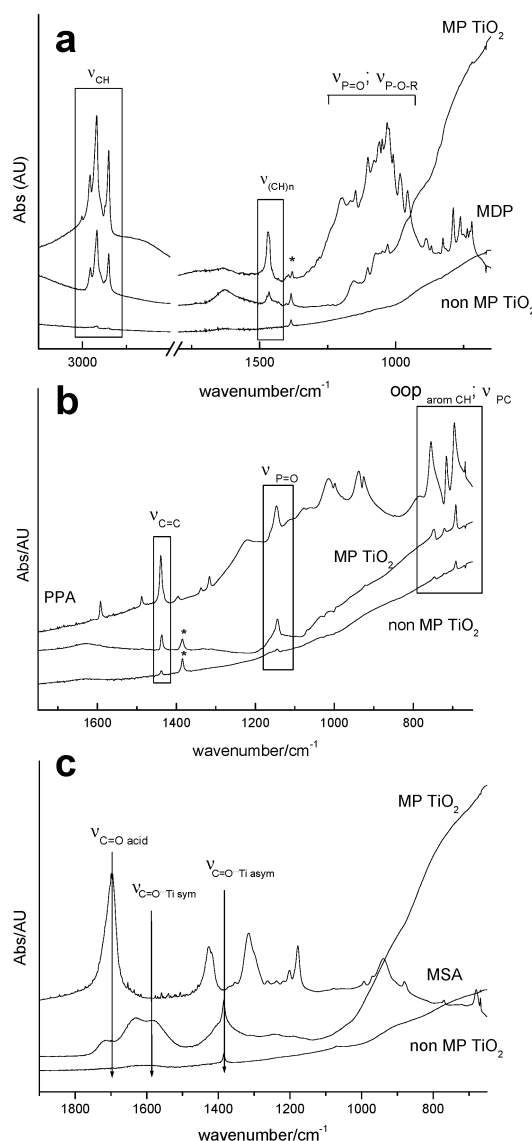 a
MP TiO2
νCH
νP=O; νP-O-R
ν(CH)n
*
MDP
non MP TiO2
Abs (AU)
3000 1500 1000
wavenumber/cm-1
b
oop arom CH; ν PC
ν P=O
νC=C
MP TiO2
PPA
non MP TiO2
*
*
Abs/AU
1600 1400 1200 1000 800
wavenumber/cm-1
c
MP TiO2
νC=O acid
νC=O···Ti asym
νC=O···Ti sym
MSA
non MP TiO2
Abs/AU
1800 1600 1400 1200 1000 800
wavenumber/cm-1